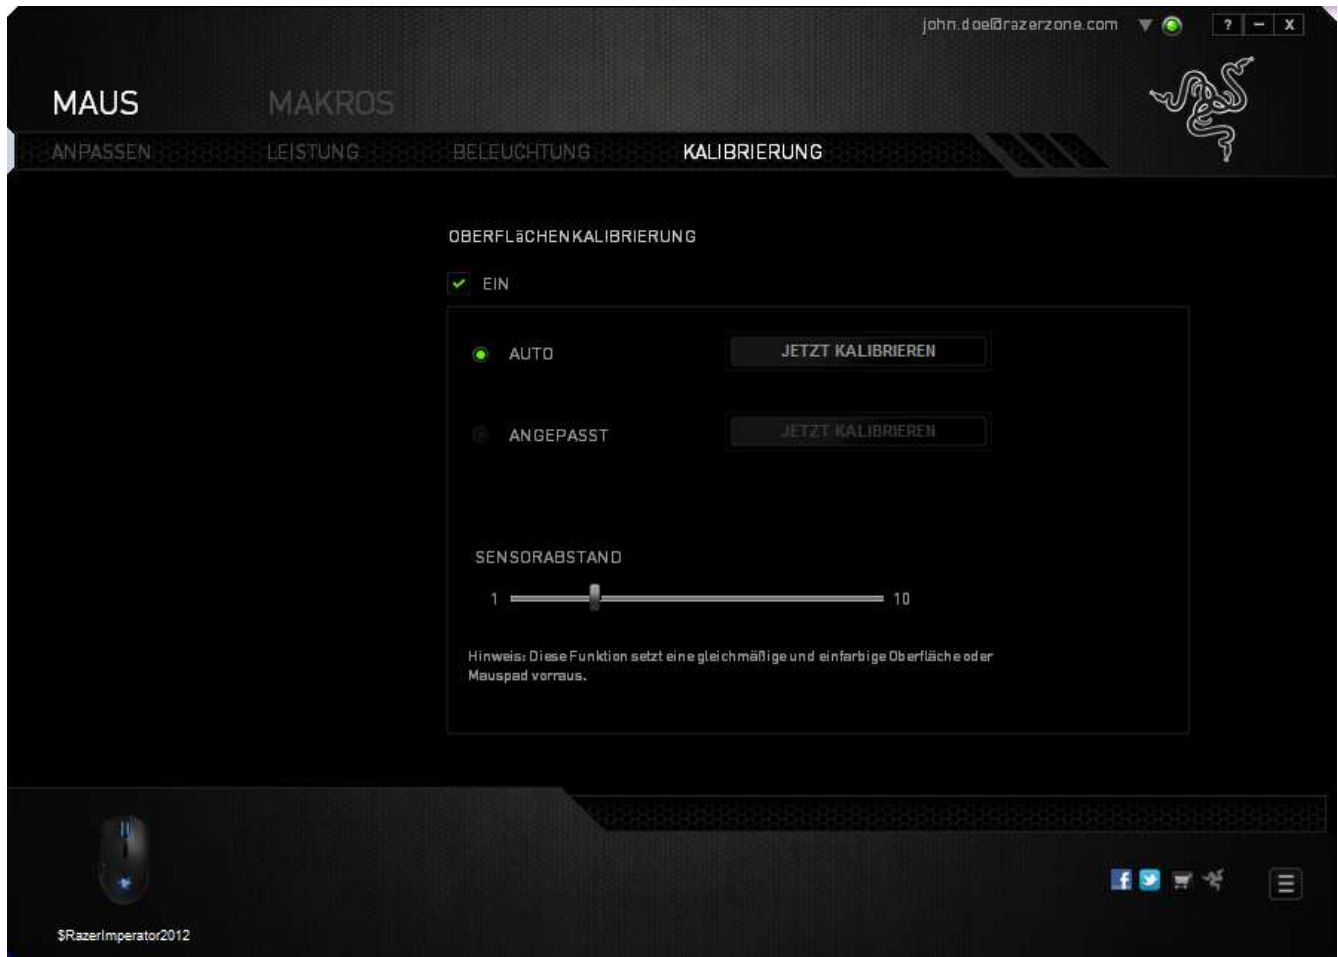 john.doe@razerzone.com
? – X
MAUS MAKROS
ANPASSEN LEISTUNG BELEUCHTUNG KALIBRIERUNG
OBERFLäCHENKALIBRIERUNG
EIN
AUTO JETZT KALIBRIEREN
ANGEPASST JETZT KALIBRIEREN
SENSORABSTAND
1 10
Hinweis: Diese Funktion setzt eine gleichmäßige und einfarbige Oberfläche oder
Mauspad vorraus.
$RazerImperator2012